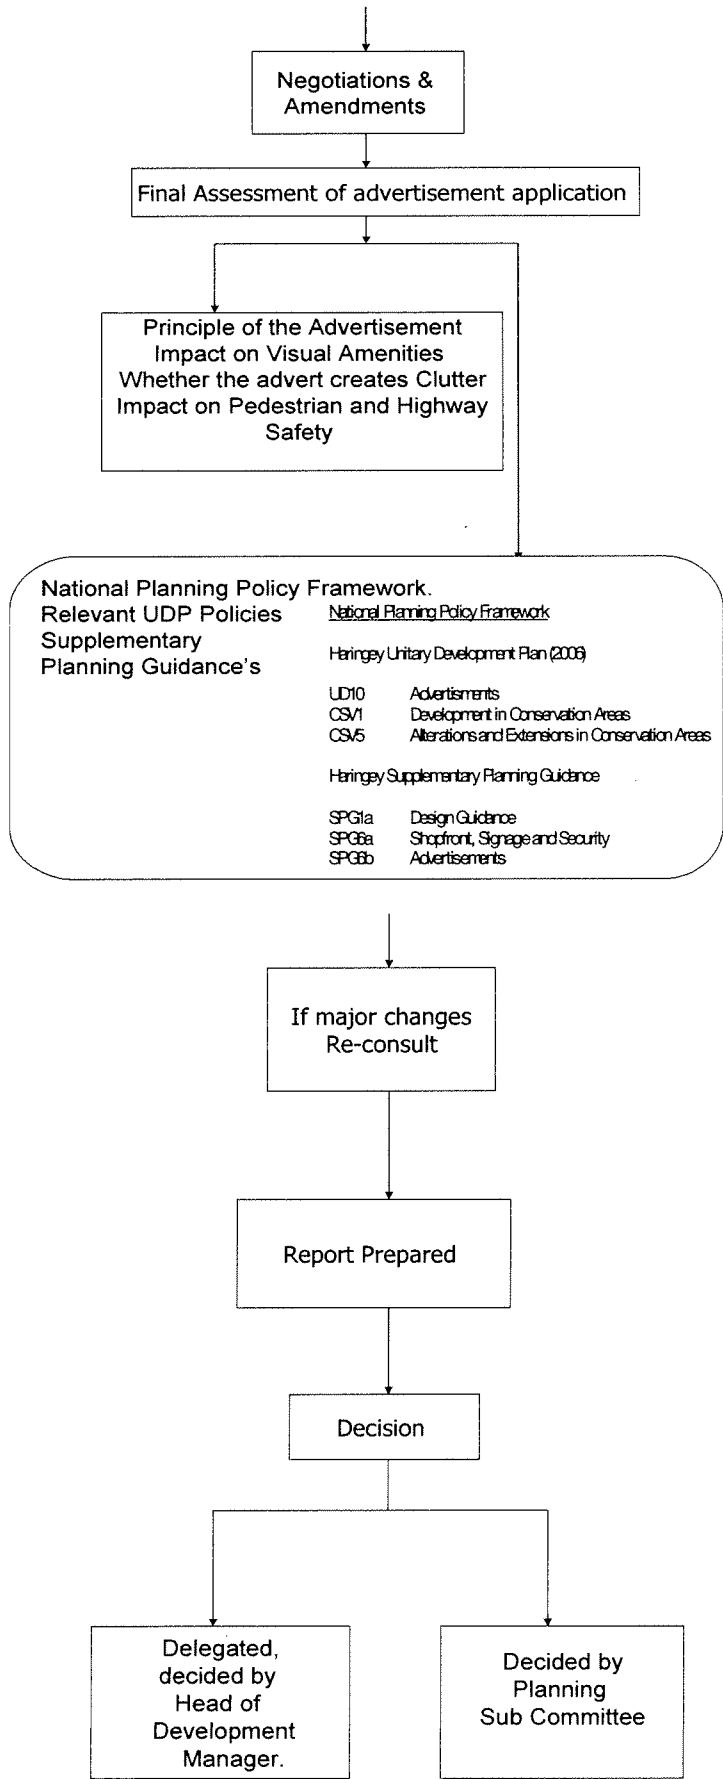 Negotiations &
Amendments
Final Assessment of advertisement application
Principle of the Advertisement
Impact on Visual Amenities
Whether the advert creates Clutter
Impact on Pedestrian and Highway
Safety
National Planning Policy Framework.
Relevant UDP Policies
Supplementary
Planning Guidance's
National Planning Policy Framework
Haringey Unitary Development Plan (2006)
UD10 Advertisments
CSV1 Development in Conservation Areas
CSV5 Alterations and Extensions in Conservation Areas
Haringey Supplementary Planning Guidance
SPG1a Design Guidance
SPG6a Shopfront, Signage and Security
SPG6b Advertisements
If major changes
Re-consult
Report Prepared
Decision
Delegated,
decided by
Head of
Development
Manager.
Decided by
Planning
Sub Committee